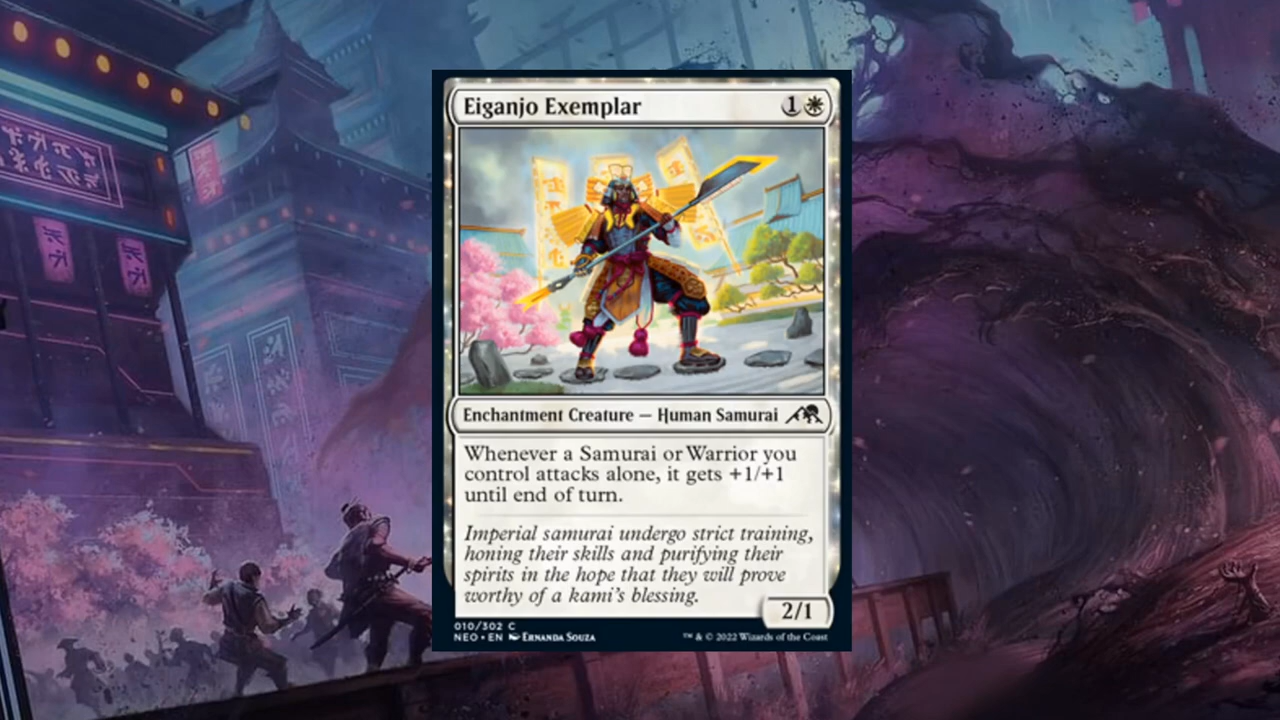 Eiganjo Exemplar 1
Enchantment Creature — Human Samurai
Whenever a Samurai or Warrior you
control attacks alone, it gets +1/+1
until end of turn.
Imperial samurai undergo strict training,
honing their skills and purifying their
spirits in the hope that they will prove
worthy of a kami's blessing.
2/1
010/302 C
NEO • EN Ernanda Souza
™ & © 2022 Wizards of the Coast